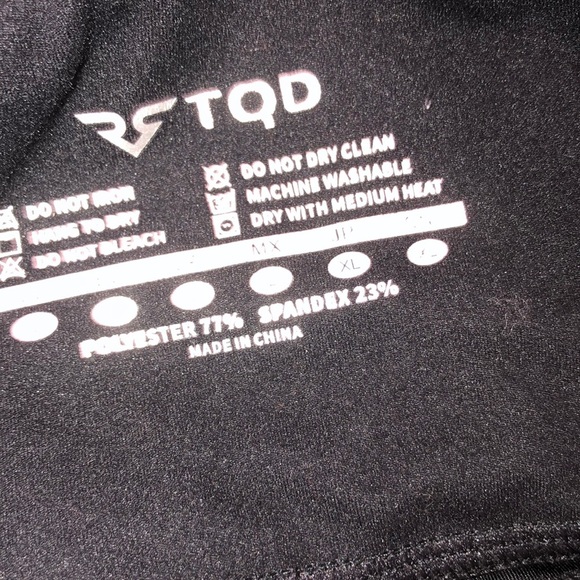 TQD
DO NOT IRON
HANG TO DRY
DO NOT BLEACH
DO NOT DRY CLEAN
MACHINE WASHABLE
DRY WITH MEDIUM HEAT
MX JP
L XL
POLYESTER 77% SPANDEX 23%
MADE IN CHINA